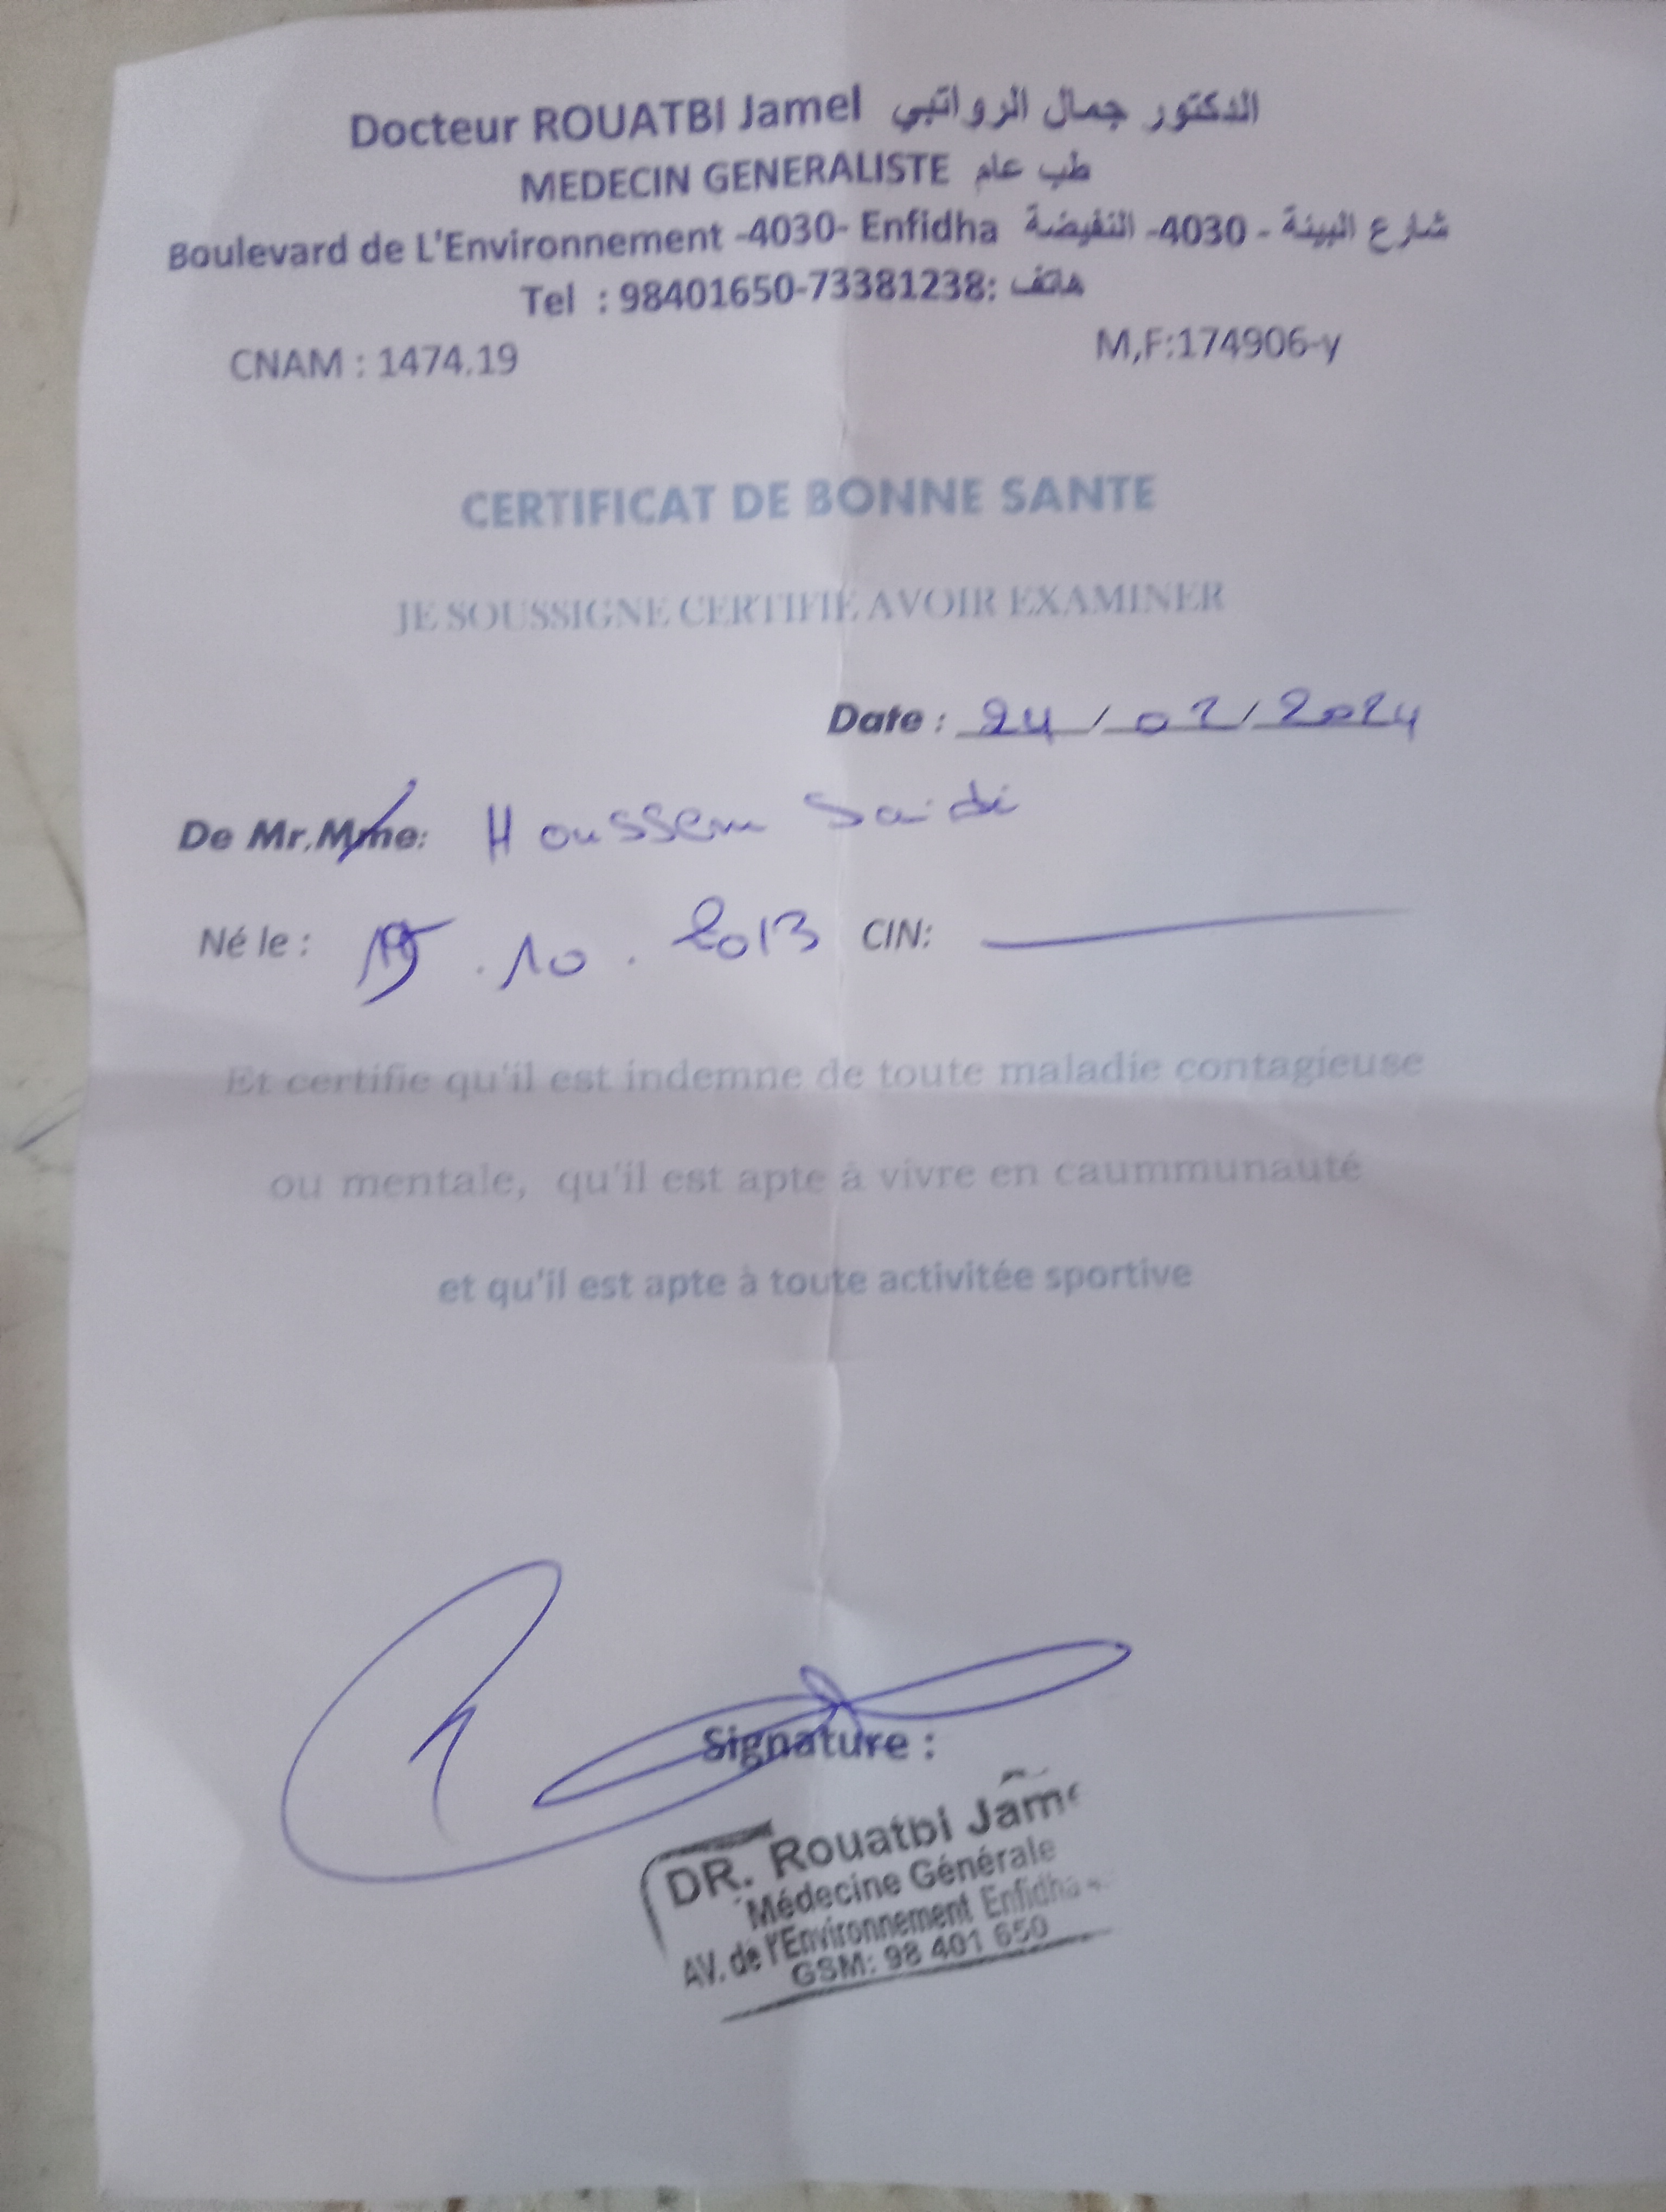 Docteur ROUATBI Jamel الدكتور جمال الرواتبي
MEDECIN GENERALISTE طب عام
Boulevard de L'Environnement -4030- Enfidha شارع البيئة - 4030- النفيضة
Tel : 98401650-73381238: هاتف
CNAM : 1474.19 M,F:174906-y
CERTIFICAT DE BONNE SANTE
JE SOUSSIGNE CERTIFIE AVOIR EXAMINER
Date : 24/02/2024
De Mr.Mme: Houssem Saidi
Né le : . 10 . 2013 CIN:
Et certifie qu'il est indemne de toute maladie contagieuse
ou mentale, qu'il est apte à vivre en caummunauté
et qu'il est apte à toute activitée sportive
Signature :
DR. Rouatbi
Médecine Générale
AV. de l'Environnement Enfidha
GSM: 98 401 650